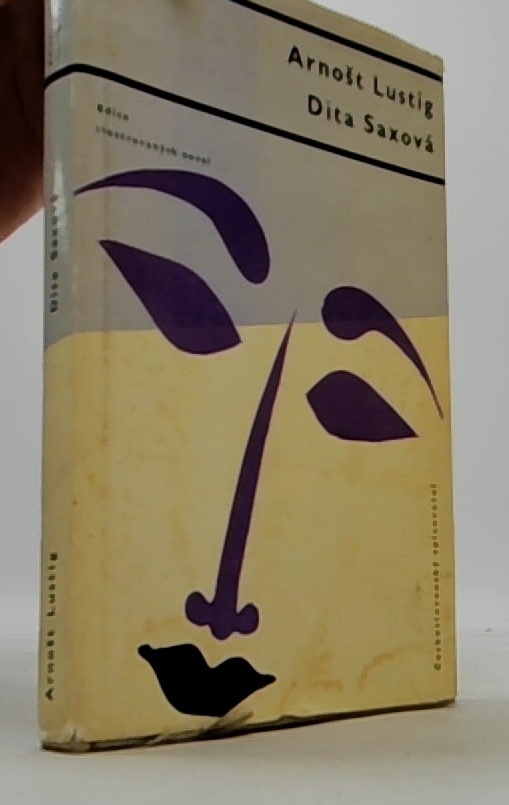 Arnošt Lustig
Dita Saxová
Edice
ilustrovaných novel
Dita Saxová
Arnošt Lustig
Československý spisovatel